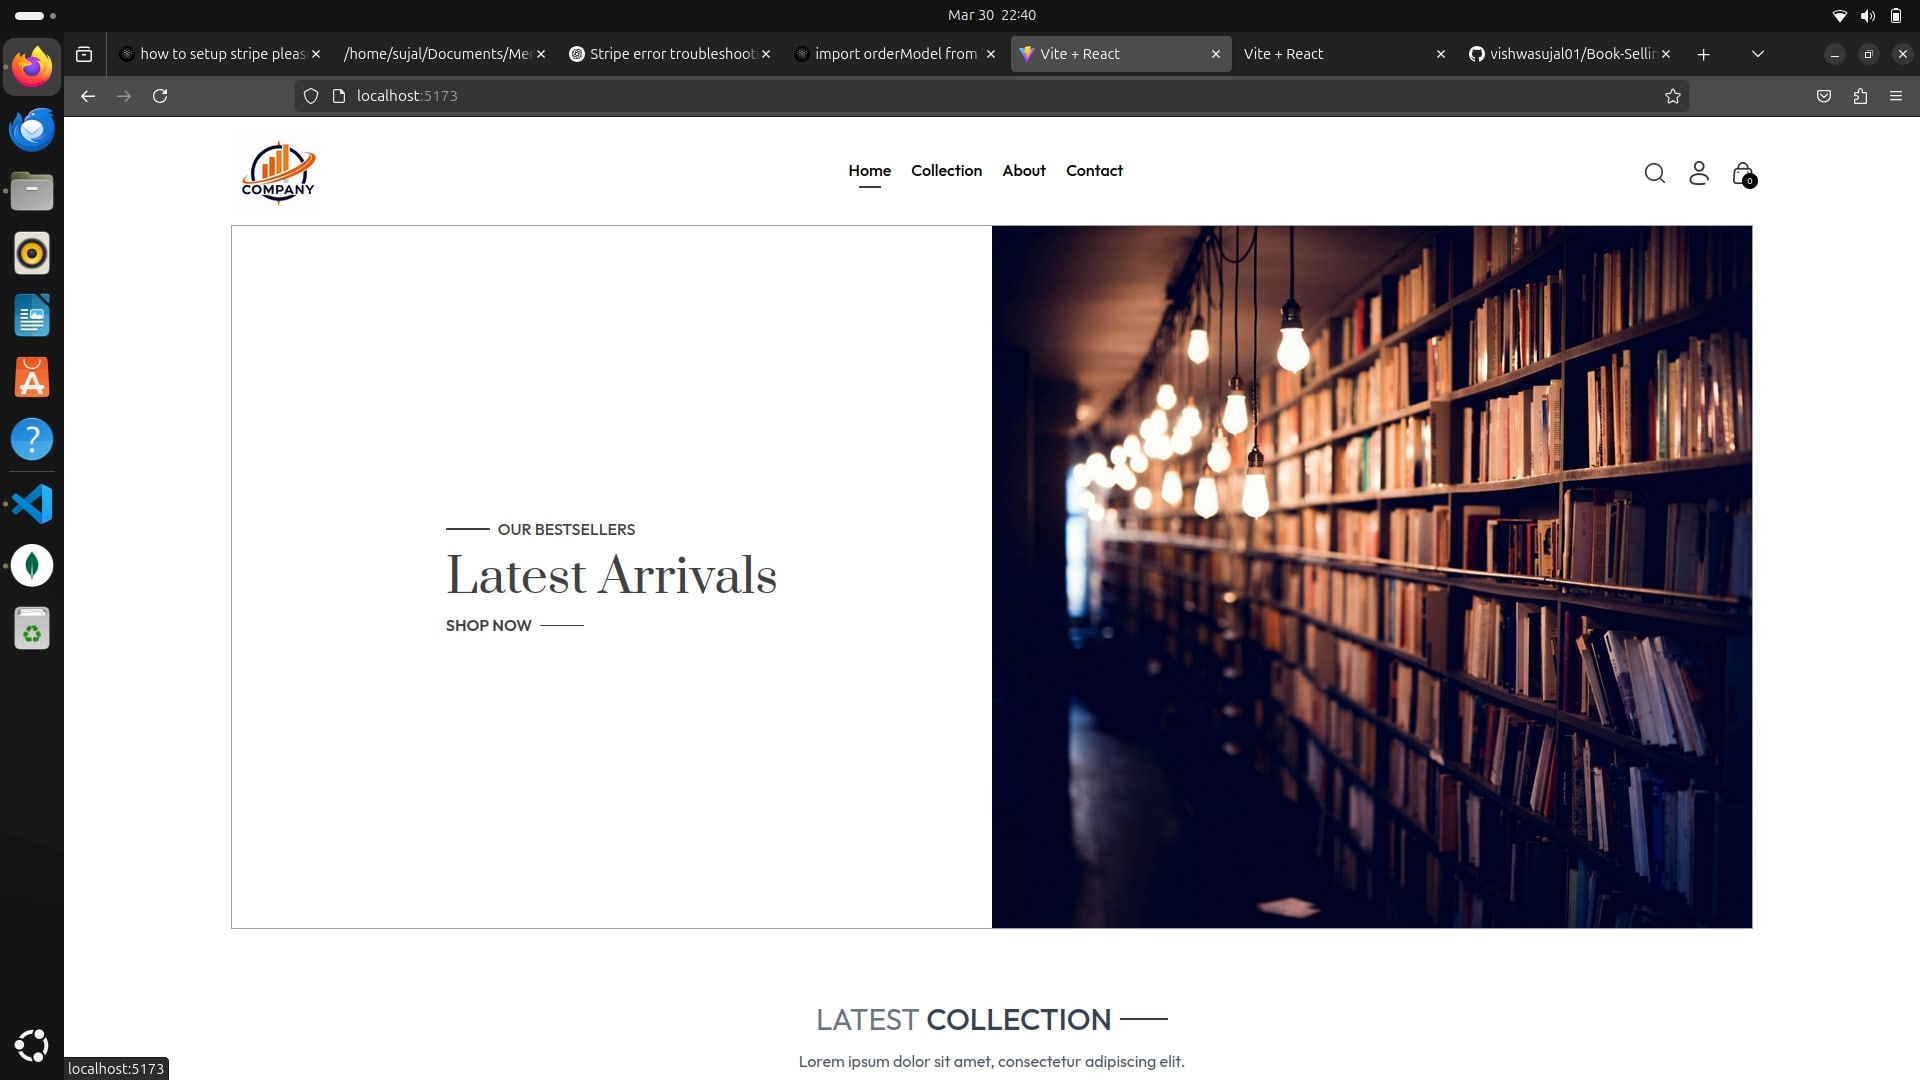 Mar 30 22:40
how to setup stripe pleas
/home/sujal/Documents/Mer
Stripe error troubleshoot
import orderModel from
Vite + React
Vite + React
vishwasujal01/Book-Sellin
localhost:5173
COMPANY
Home
Collection
About
Contact
0
OUR BESTSELLERS
Latest Arrivals
SHOP NOW
LATEST COLLECTION
Lorem ipsum dolor sit amet, consectetur adipiscing elit.
localhost:5173